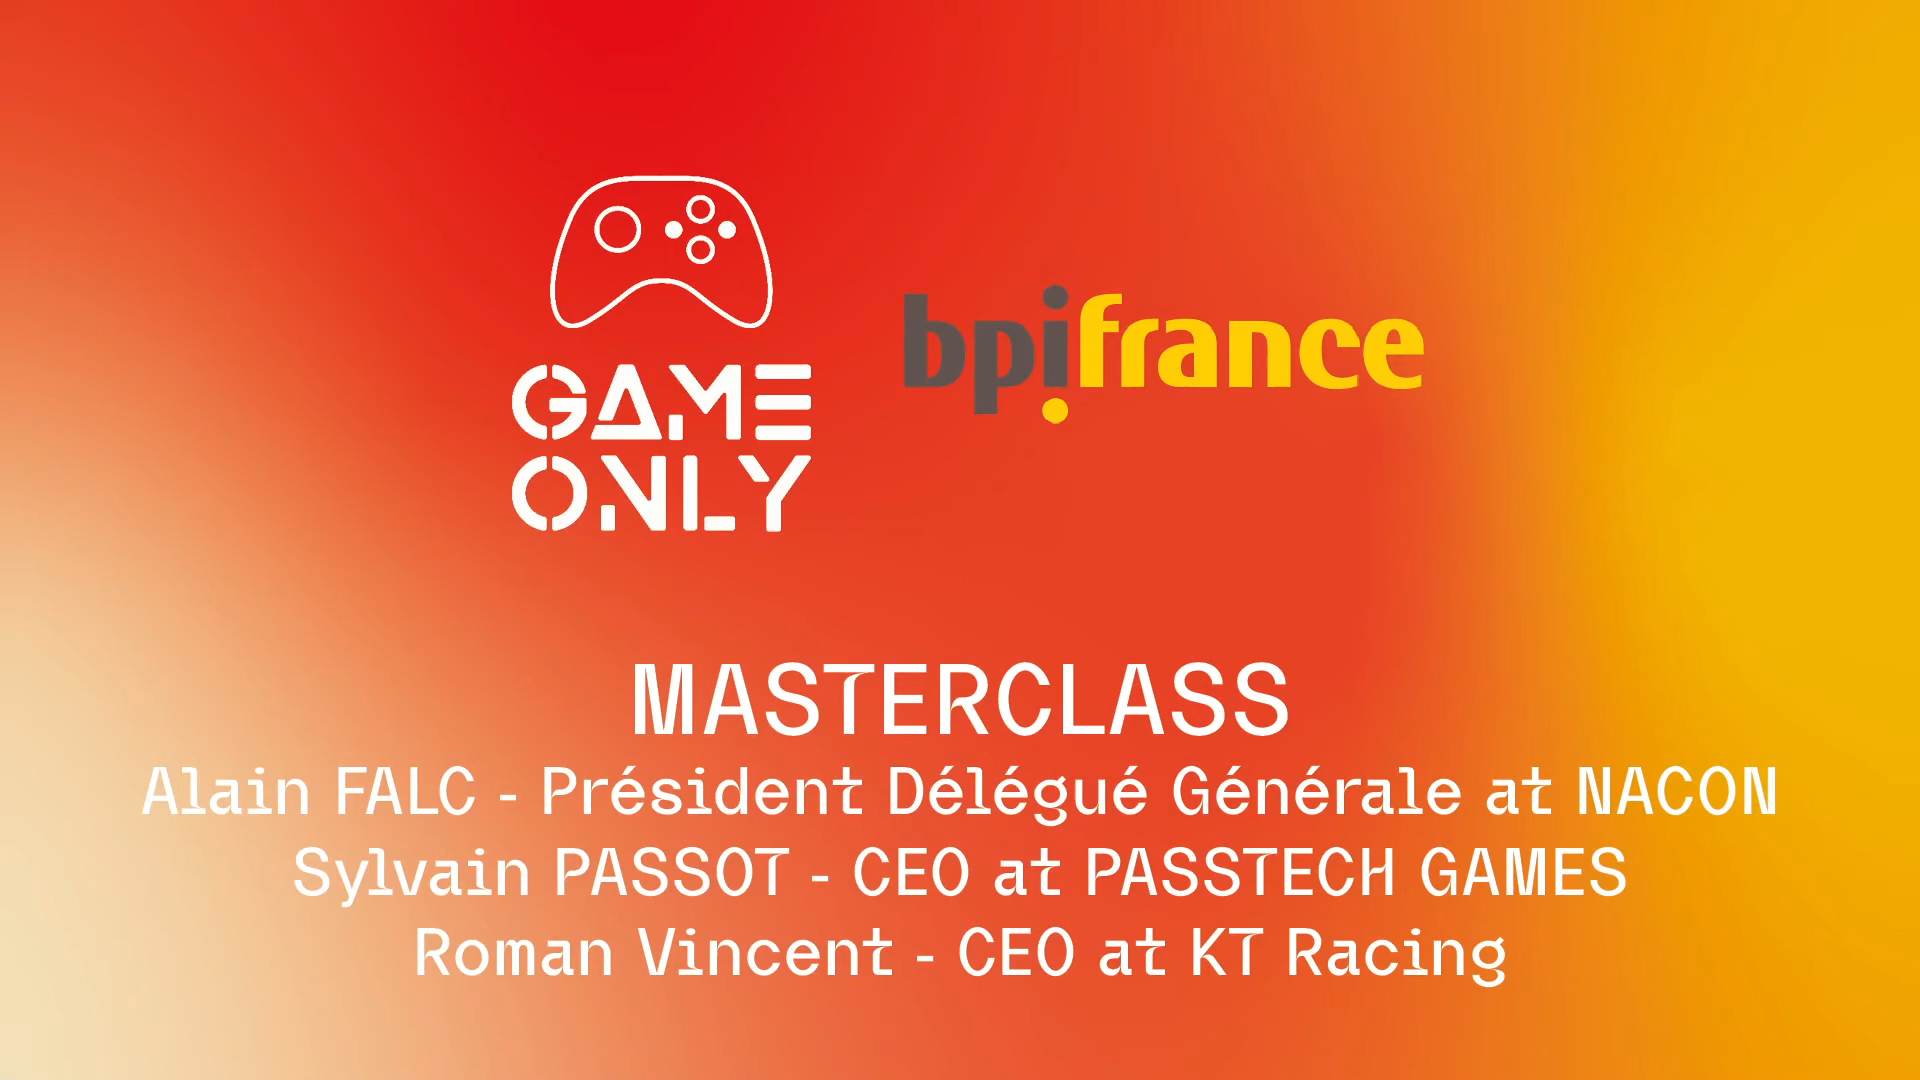 GAME
ONLY
bpifrance
MASTERCLASS
Alain FALC - Président Délégué Générale at NACON
Sylvain PASSOT - CEO at PASSTECH GAMES
Roman Vincent - CEO at KT Racing